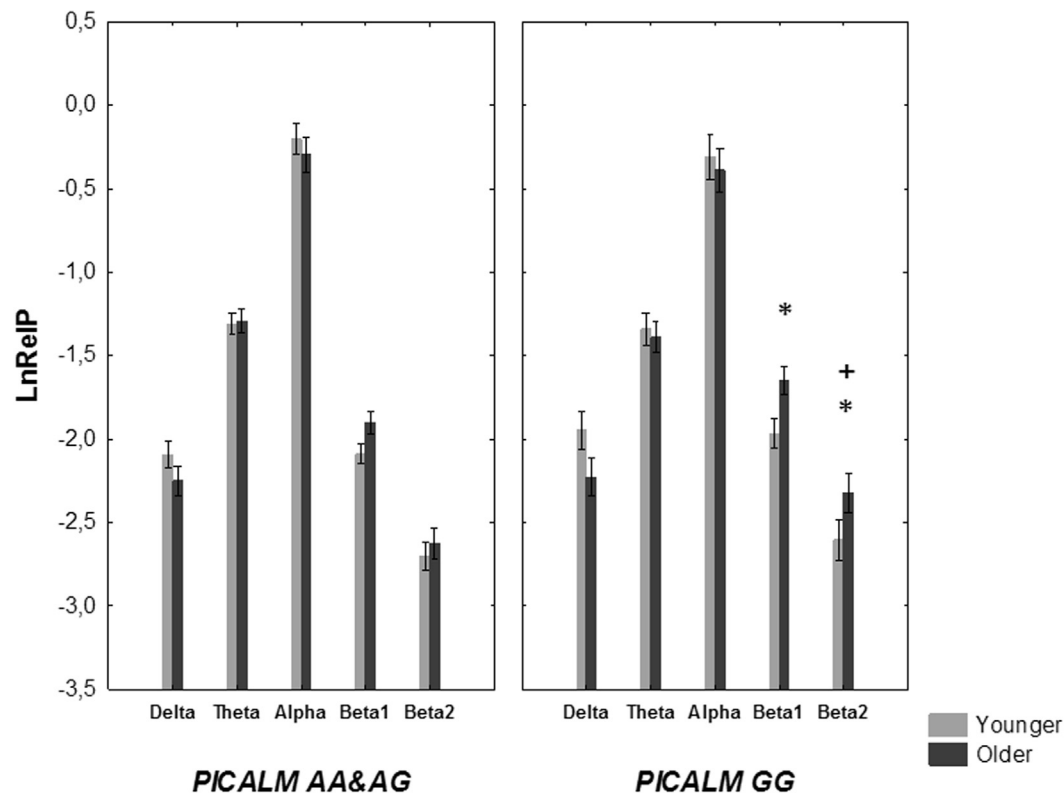 LnRelP
0,5
0,0
-0,5
-1,0
-1,5
-2,0
-2,5
-3,0
-3,5
*
+
*
Delta Theta Alpha Beta1 Beta2
Delta Theta Alpha Beta1 Beta2
PICALM AA&AG
PICALM GG
Younger
Older